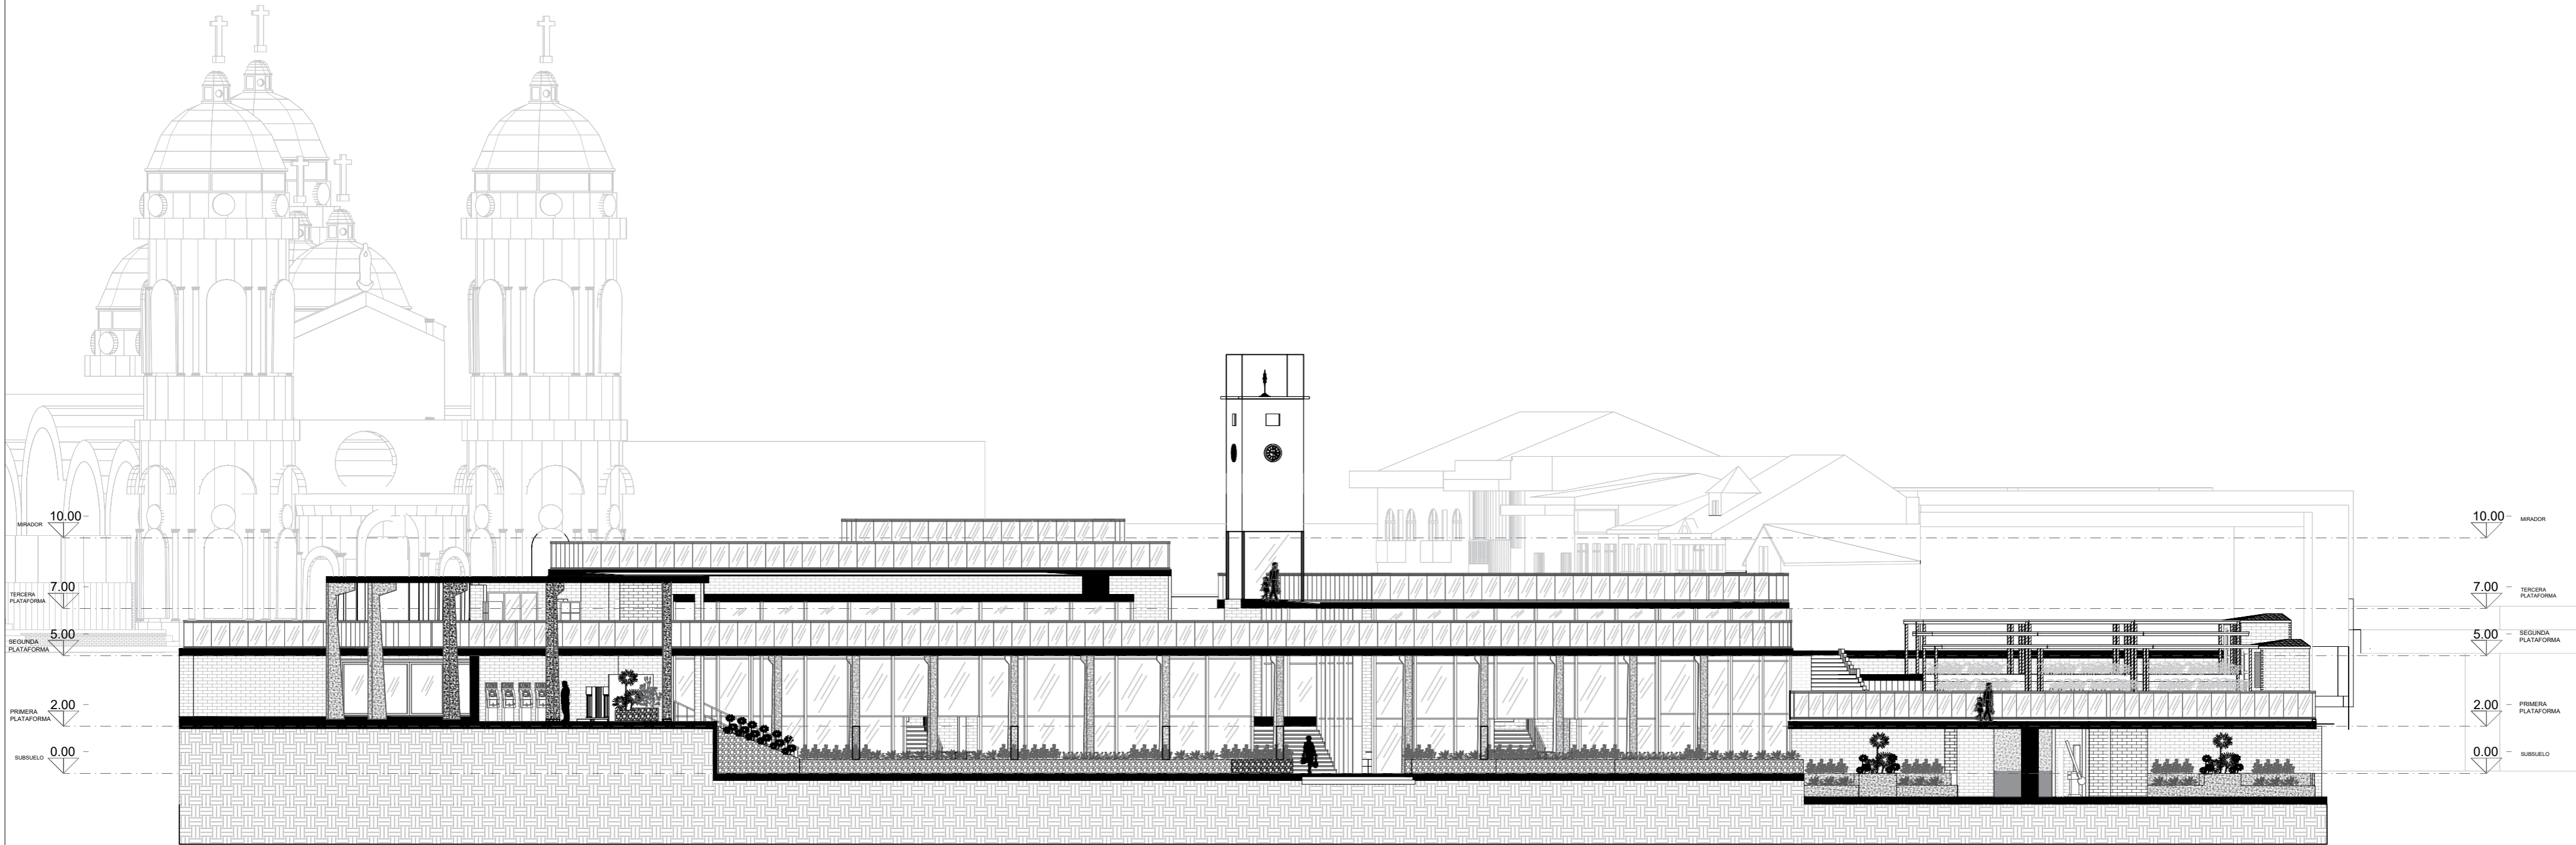 10.00
MIRADOR
7.00
TERCERA
PLATAFORMA
5.00
SEGUNDA
PLATAFORMA
2.00
PRIMERA
PLATAFORMA
0.00
SUBSUELO
10.00
MIRADOR
7.00
TERCERA
PLATAFORMA
5.00
SEGUNDA
PLATAFORMA
2.00
PRIMERA
PLATAFORMA
0.00
SUBSUELO